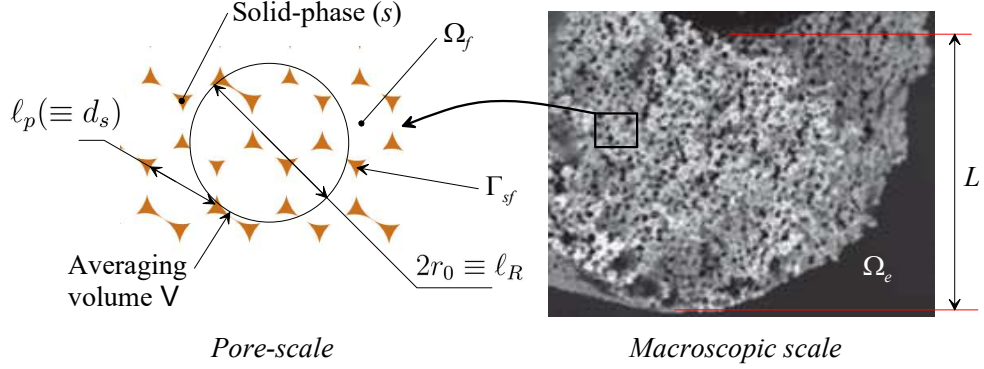 Solid-phase (s)
Ω_f
ℓ_p(≡ d_s)
Γ_sf
Averaging
volume V
2r_0 ≡ ℓ_R
Pore-scale
L
Ω_e
Macroscopic scale